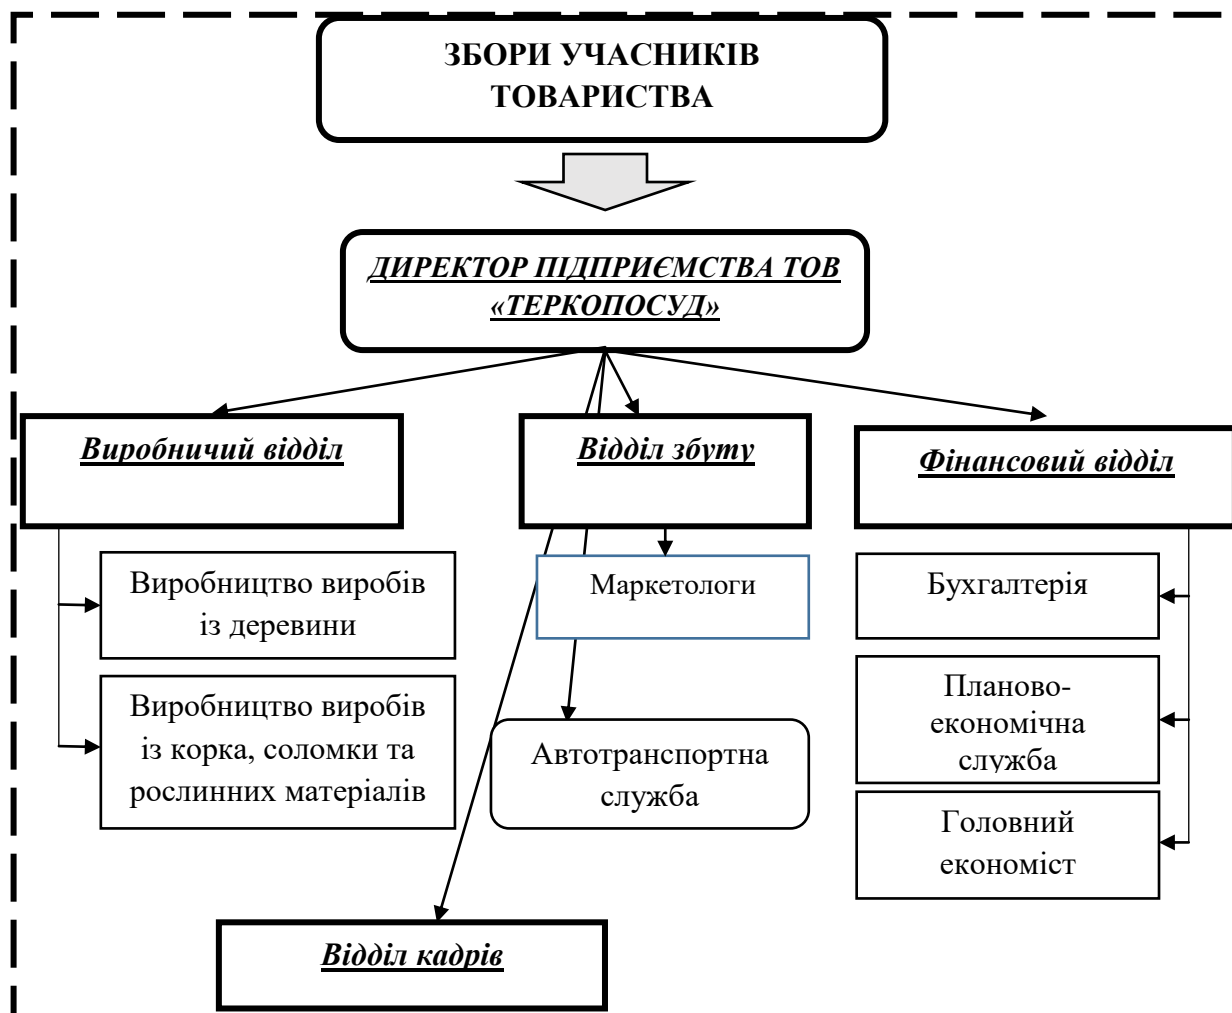 ЗБОРИ УЧАСНИКІВ
ТОВАРИСТВА
ДИРЕКТОР ПІДПРИЄМСТВА ТОВ
«ТЕРКОПОСУД»
Виробничий відділ
Відділ збуту
Фінансовий відділ
Виробництво виробів
із деревини
Маркетологи
Бухгалтерія
Виробництво виробів
із корка, соломки та
рослинних матеріалів
Автотранспортна
служба
Планово-
економічна
служба
Головний
економіст
Відділ кадрів